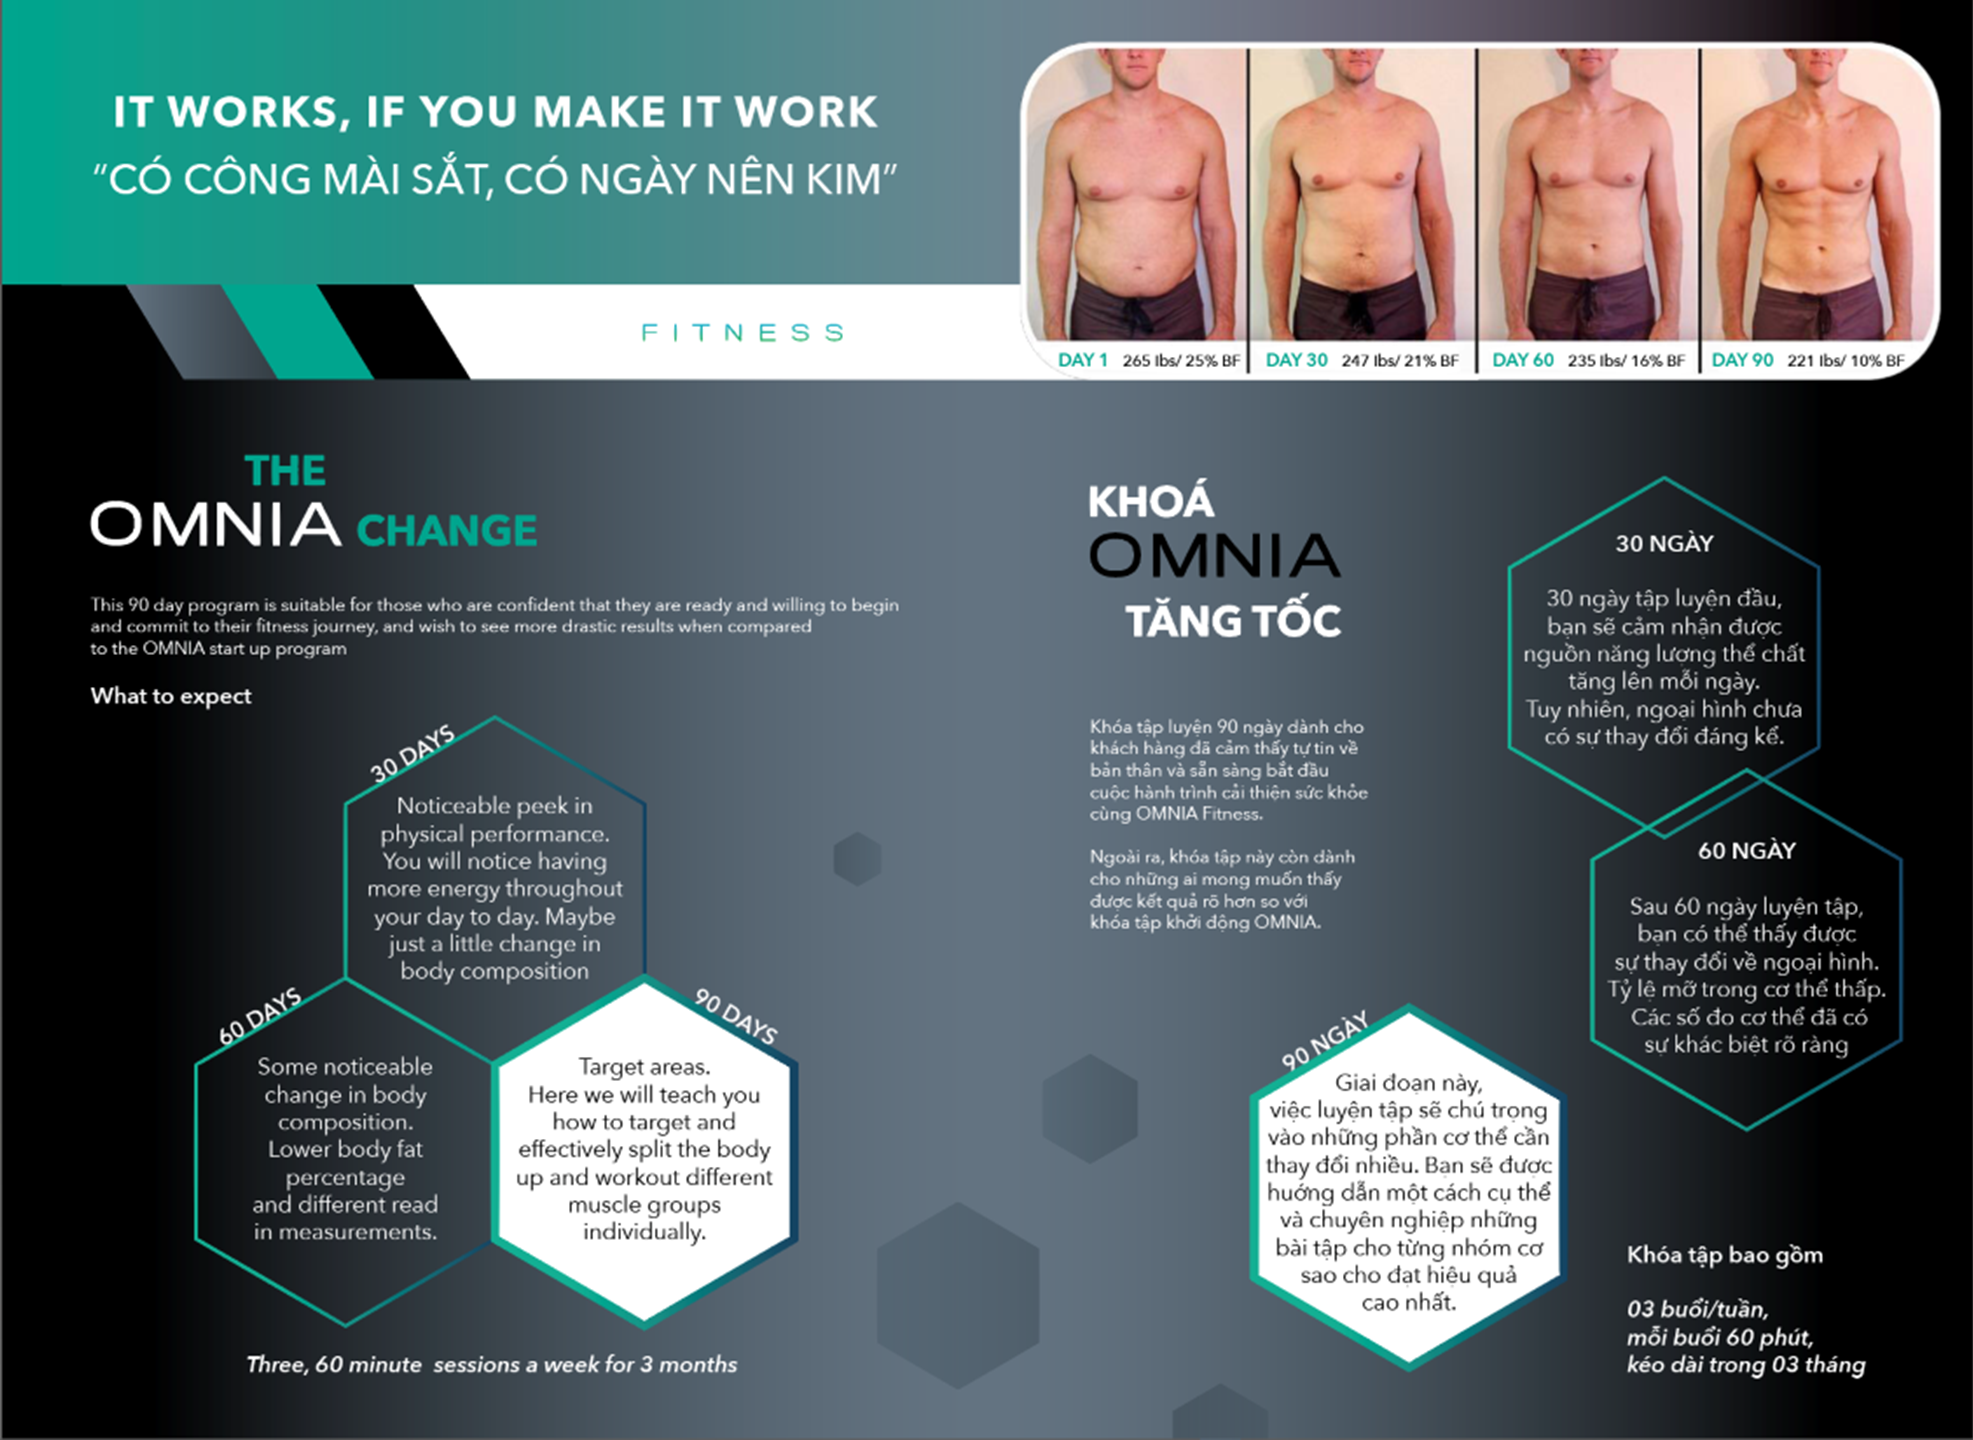 IT WORKS, IF YOU MAKE IT WORK
"CÓ CÔNG MÀI SẮT, CÓ NGÀY NÊN KIM"
FITNESS
DAY 1 265 lbs/ 25% BF
DAY 30 247 lbs/ 21% BF
DAY 60 235 lbs/ 16% BF
DAY 90 221 lbs/ 10% BF
THE
OMNIA CHANGE
This 90 day program is suitable for those who are confident that they are ready and willing to begin
and commit to their fitness journey, and wish to see more drastic results when compared
to the OMNIA start up program
What to expect
30 DAYS
Noticeable peek in
physical performance.
You will notice having
more energy throughout
your day to day. Maybe
just a little change in
body composition
60 DAYS
Some noticeable
change in body
composition.
Lower body fat
percentage
and different read
in measurements.
90 DAYS
Target areas.
Here we will teach you
how to target and
effectively split the body
up and workout different
muscle groups
individually.
Three, 60 minute sessions a week for 3 months
KHOÁ
OMNIA
TĂNG TỐC
Khóa tập luyện 90 ngày dành cho
khách hàng đã cảm thấy tự tin về
bản thân và sẵn sàng bắt đầu
cuộc hành trình cải thiện sức khỏe
cùng OMNIA Fitness.
Ngoài ra, khóa tập này còn dành
cho những ai mong muốn thấy
được kết quả rõ hơn so với
khóa tập khởi động OMNIA.
30 NGÀY
30 ngày tập luyện đầu,
bạn sẽ cảm nhận được
nguồn năng lượng thể chất
tăng lên mỗi ngày.
Tuy nhiên, ngoại hình chưa
có sự thay đổi đáng kể.
60 NGÀY
Sau 60 ngày luyện tập,
bạn có thể thấy được
sự thay đổi về ngoại hình.
Tỷ lệ mỡ trong cơ thể thấp.
Các số đo cơ thể đã có
sự khác biệt rõ ràng
90 NGÀY
Giai đoạn này,
việc luyện tập sẽ chú trọng
vào những phần cơ thể cần
thay đổi nhiều. Bạn sẽ được
huớng dẫn một cách cụ thể
và chuyên nghiệp những
bài tập cho từng nhóm cơ
sao cho đạt hiệu quả
cao nhất.
Khóa tập bao gồm
03 buổi/tuần,
mỗi buổi 60 phút,
kéo dài trong 03 tháng